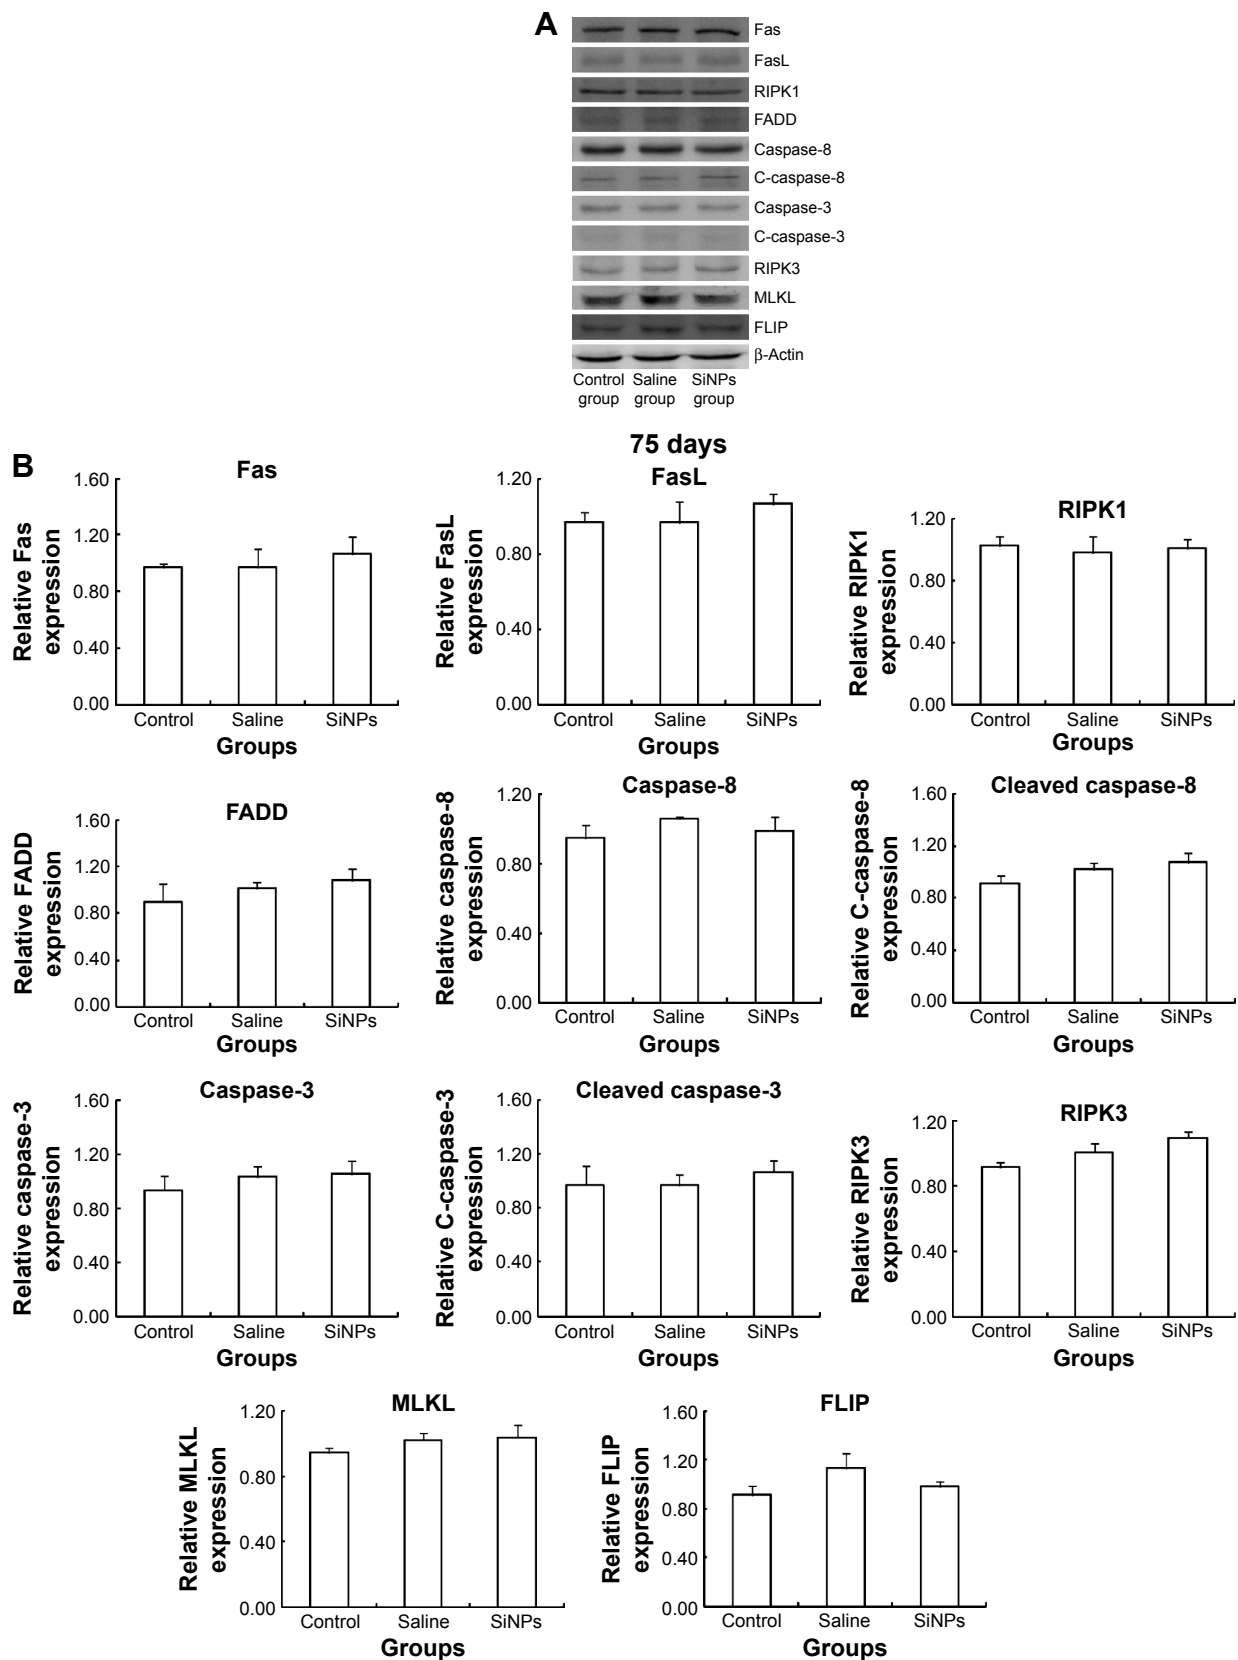 A
Fas
FasL
RIPK1
FADD
Caspase-8
C-caspase-8
Caspase-3
C-caspase-3
RIPK3
MLKL
FLIP
β-Actin
Control Saline SiNPs
group group group
B
75 days
Fas
Relative Fas
expression
1.60
1.20
0.80
0.40
0.00
Control Saline SiNPs
Groups
FasL
Relative FasL
expression
1.20
0.80
0.40
0.00
Control Saline SiNPs
Groups
RIPK1
Relative RIPK1
expression
1.20
0.80
0.40
0.00
Control Saline SiNPs
Groups
FADD
Relative FADD
expression
1.60
1.20
0.80
0.40
0.00
Control Saline SiNPs
Groups
Caspase-8
Relative caspase-8
expression
1.20
0.80
0.40
0.00
Control Saline SiNPs
Groups
Cleaved caspase-8
Relative C-caspase-8
expression
1.60
1.20
0.80
0.40
0.00
Control Saline SiNPs
Groups
Caspase-3
Relative caspase-3
expression
1.60
1.20
0.80
0.40
0.00
Control Saline SiNPs
Groups
Cleaved caspase-3
Relative C-caspase-3
expression
1.60
1.20
0.80
0.40
0.00
Control Saline SiNPs
Groups
RIPK3
Relative RIPK3
expression
1.20
0.80
0.40
0.00
Control Saline SiNPs
Groups
MLKL
Relative MLKL
expression
1.20
0.80
0.40
0.00
Control Saline SiNPs
Groups
FLIP
Relative FLIP
expression
1.60
1.20
0.80
0.40
0.00
Control Saline SiNPs
Groups